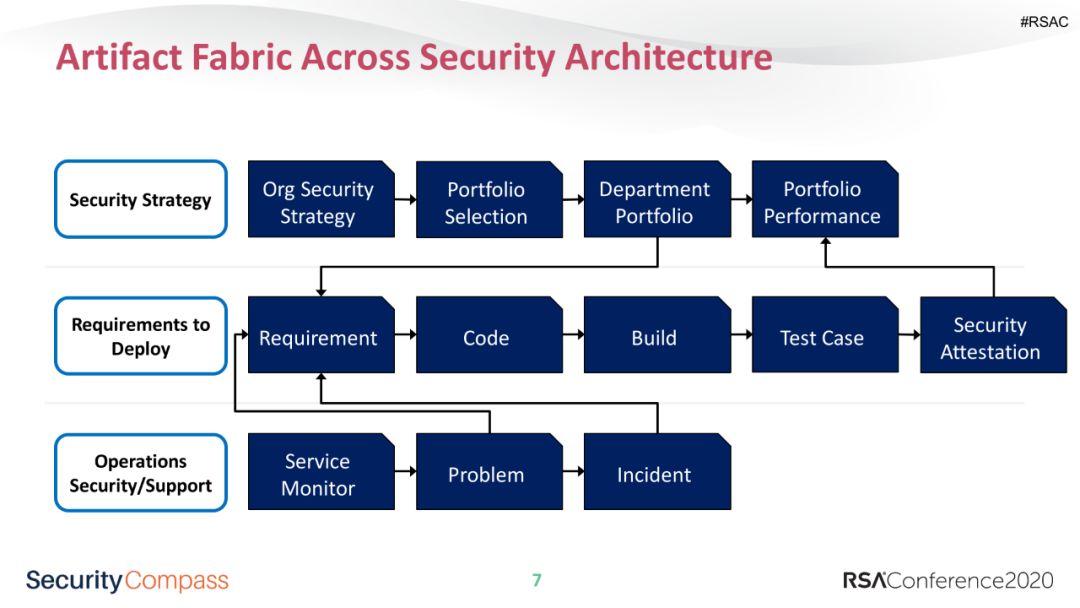 #RSAC
Artifact Fabric Across Security Architecture
Security Strategy
Org Security
Strategy
Portfolio
Selection
Department
Portfolio
Portfolio
Performance
Requirements to
Deploy
Requirement
Code
Build
Test Case
Security
Attestation
Operations
Security/Support
Service
Monitor
Problem
Incident
SecurityCompass
7
RSAConference2020